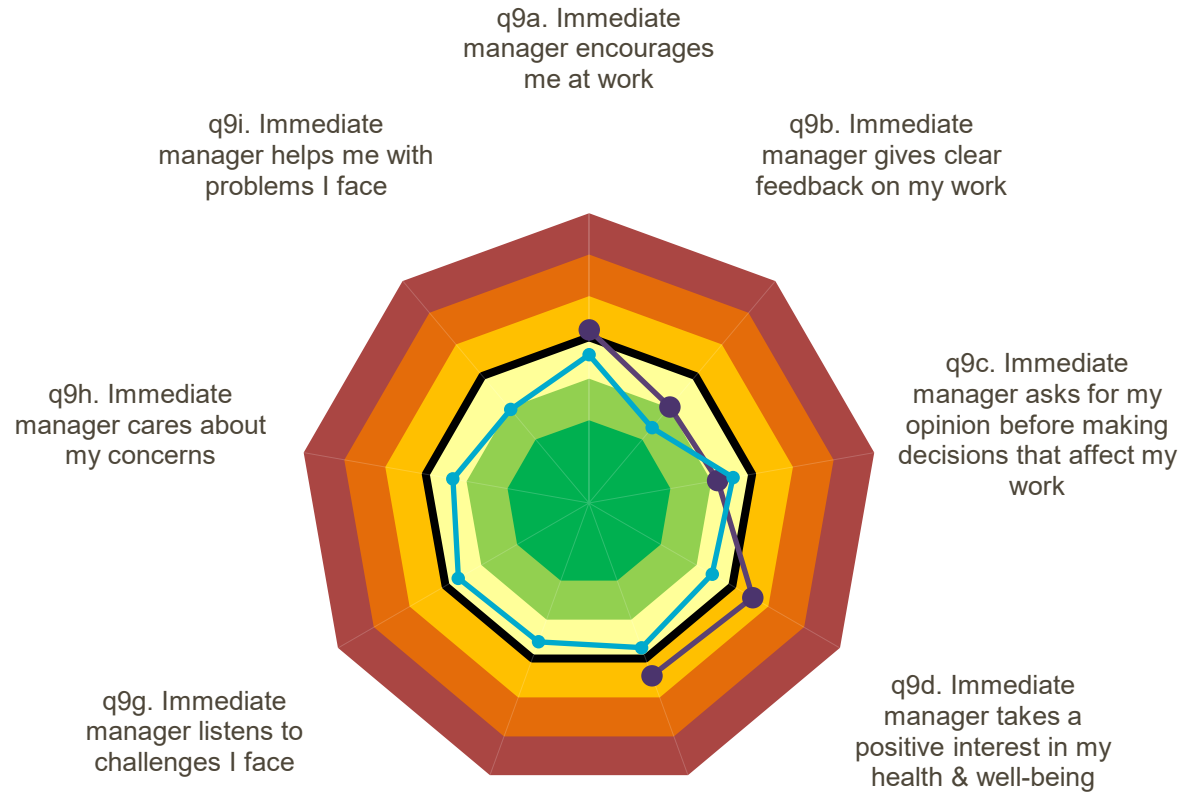 q9a. Immediate
manager encourages
me at work
q9b. Immediate
manager gives clear
feedback on my work
q9c. Immediate
manager asks for my
opinion before making
decisions that affect my
work
q9d. Immediate
manager takes a
positive interest in my
health & well-being
q9g. Immediate
manager listens to
challenges I face
q9h. Immediate
manager cares about
my concerns
q9i. Immediate
manager helps me with
problems I face